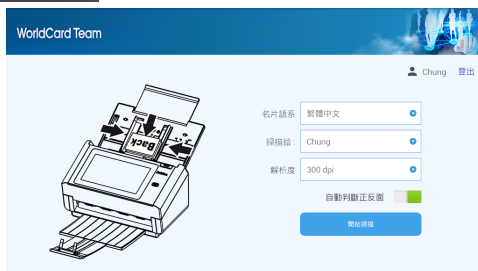 WorldCard Team
Chung 登出
名片語系 繁體中文
Back
掃描給 : Chung
解析度 300 dpi
自動判斷正反面
開始掃描